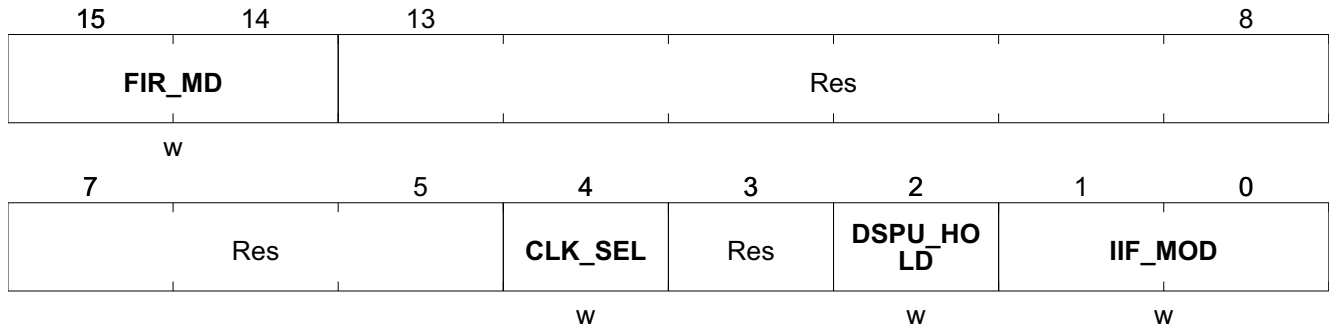 15 14 13 8
FIR_MD Res
w
7 5 4 3 2 1 0
Res CLK_SEL Res DSPU_HO
LD IIF_MOD
w w w